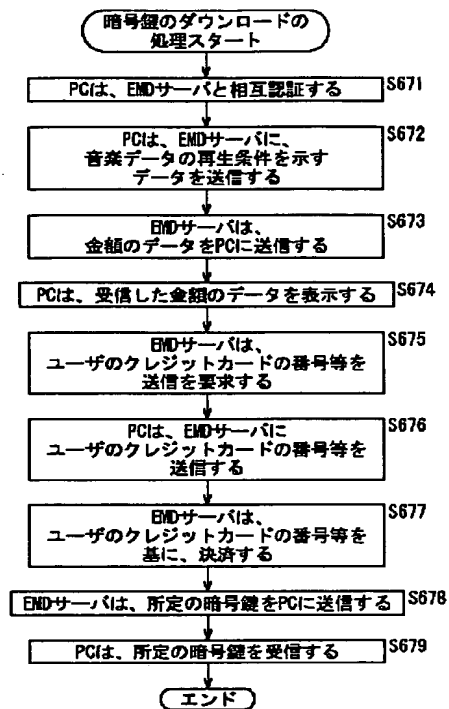 暗号鍵のダウンロードの
処理スタート
PCは、EMDサーバと相互認証する
S671
PCは、EMDサーバに、
音楽データの再生条件を示す
データを送信する
S672
EMDサーバは、
金額のデータをPCに送信する
S673
PCは、受信した金額のデータを表示する
S674
EMDサーバは、
ユーザのクレジットカードの番号等を
送信を要求する
S675
PCは、EMDサーバに
ユーザのクレジットカードの番号等を
送信する
S676
EMDサーバは、
ユーザのクレジットカードの番号等を
基に、決済する
S677
EMDサーバは、所定の暗号鍵をPCに送信する
S678
PCは、所定の暗号鍵を受信する
S679
エンド